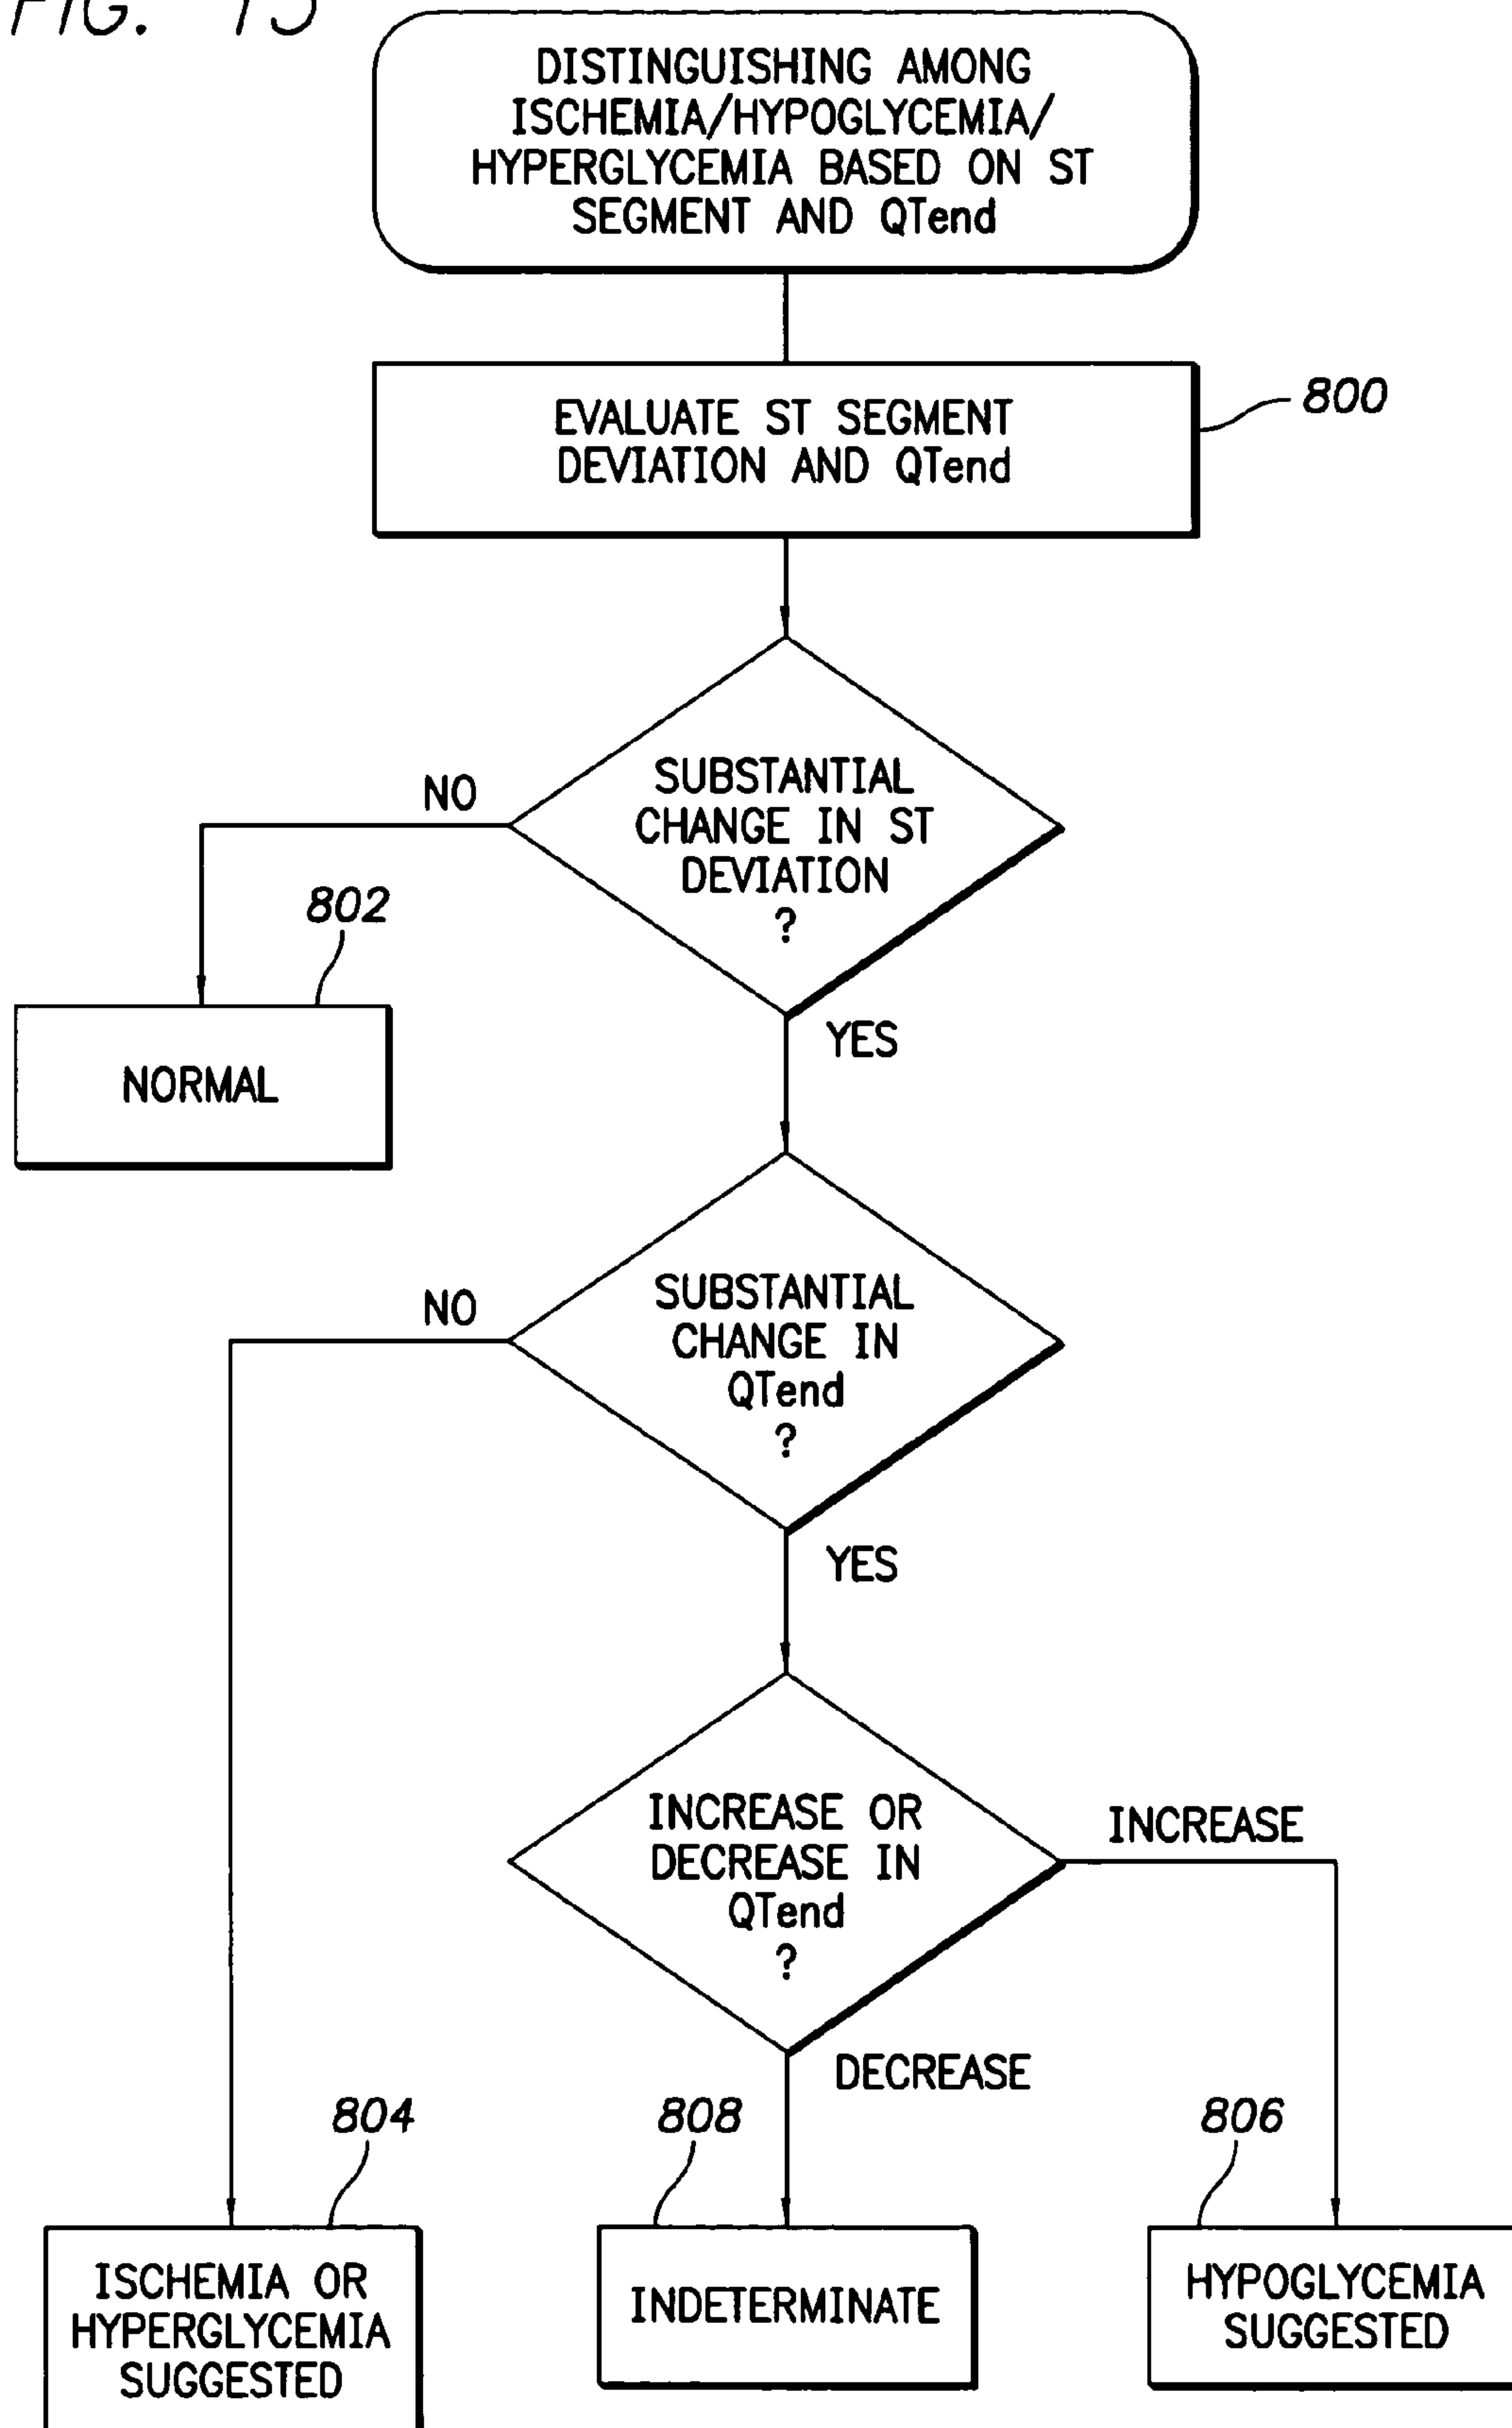 FIG. 15
DISTINGUISHING AMONG
ISCHEMIA/HYPOGLYCEMIA/
HYPERGLYCEMIA BASED ON ST
SEGMENT AND QTend
EVALUATE ST SEGMENT
DEVIATION AND QTend
800
SUBSTANTIAL
CHANGE IN ST
DEVIATION
?
NO
802
NORMAL
YES
SUBSTANTIAL
CHANGE IN
QTend
?
NO
YES
INCREASE OR
DECREASE IN
QTend
?
INCREASE
DECREASE
804
808
806
ISCHEMIA OR
HYPERGLYCEMIA
SUGGESTED
INDETERMINATE
HYPOGLYCEMIA
SUGGESTED